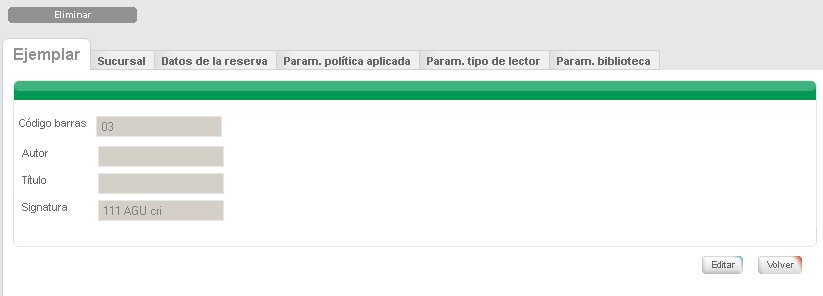 Eliminar
Ejemplar Sucursal Datos de la reserva Param. política aplicada Param. tipo de lector Param. biblioteca
Código barras 03
Autor
Título
Signatura 111 AGU cri
Editar Volver